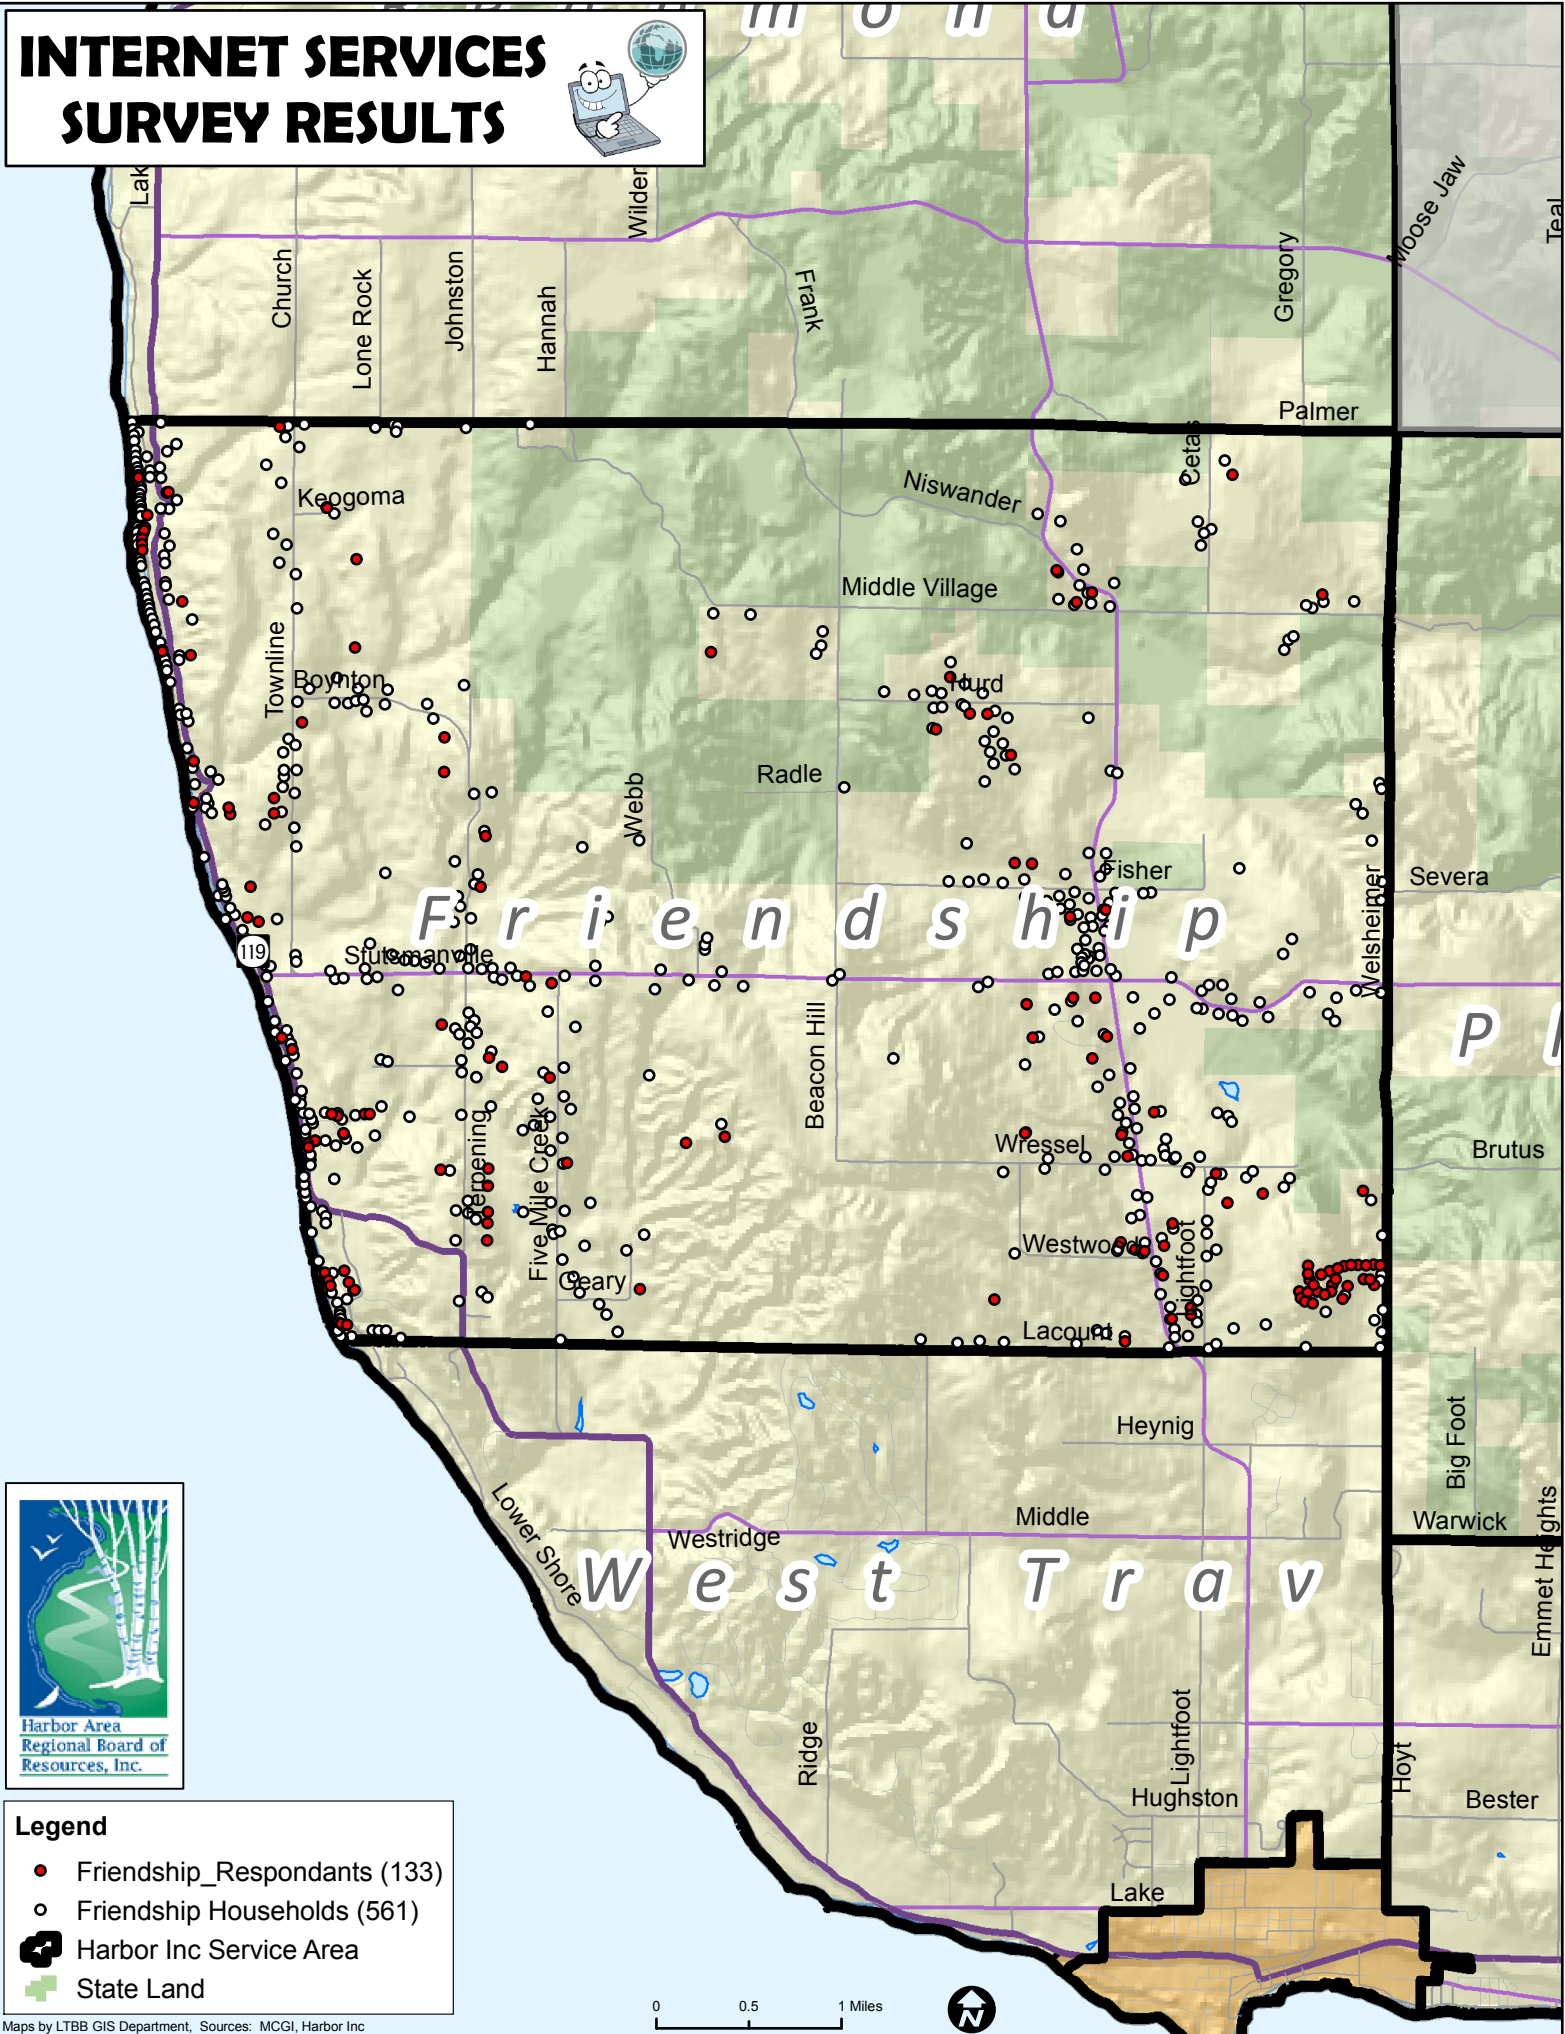 INTERNET SERVICES
SURVEY RESULTS
Wilder
Moose Jaw
Teal
Church
Lone Rock
Johnston
Hannah
Frank
Gregory
Palmer
Cetas
Keogoma
Niswander
Middle Village
Townline
Boynton
Hurd
Radle
Webb
Fisher
Severa
Welsheimer
Friendship
119
Stutsmanville
Beacon Hill
Pl
Terpening
Five Mile Creek
Wressel
Brutus
Westwood
Lightfoot
Geary
Lacount
Heynig
Big Foot
Lower Shore
Westridge
Middle
Warwick
Emmet Heights
West Trav
Ridge
Lightfoot
Hoyt
Hughston
Bester
Lake
Harbor Area
Regional Board of
Resources, Inc.
Legend
Friendship_Respondants (133)
Friendship Households (561)
Harbor Inc Service Area
State Land
0 0.5 1 Miles
N
Maps by LTBB GIS Department, Sources: MCGI, Harbor Inc